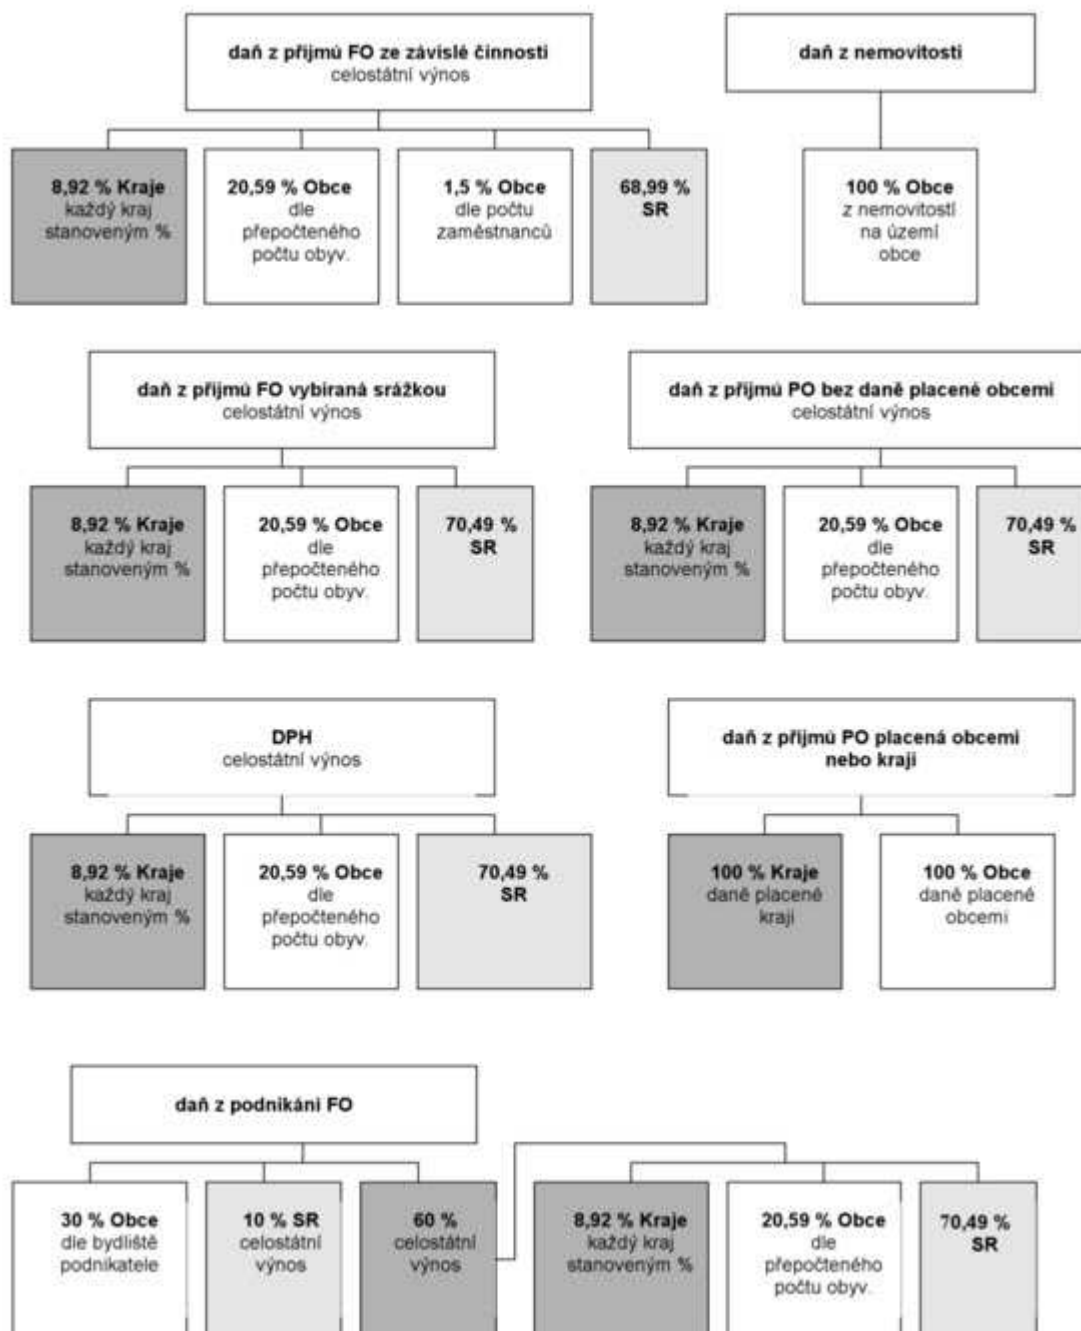 daň z příjmů FO ze závislé činnosti
celostátní výnos
daň z nemovitostí
8,92 % Kraje
každý kraj
stanoveným %
20,59 % Obce
dle
přepočteného
počtu obyv.
1,5 % Obce
dle počtu
zaměstnanců
68,99 %
SR
100 % Obce
z nemovitostí
na území
obce
daň z příjmů FO vybíraná srážkou
celostátní výnos
daň z příjmů PO bez daně placené obcemi
celostátní výnos
8,92 % Kraje
každý kraj
stanoveným %
20,59 % Obce
dle
přepočteného
počtu obyv.
70,49 %
SR
8,92 % Kraje
každý kraj
stanoveným %
20,59 % Obce
dle
přepočteného
počtu obyv.
70,49 %
SR
DPH
celostátní výnos
daň z příjmů PO placená obcemi
nebo kraji
8,92 % Kraje
každý kraj
stanoveným %
20,59 % Obce
dle
přepočteného
počtu obyv.
70,49 %
SR
100 % Kraje
daně placené
kraji
100 % Obce
daně placené
obcemi
daň z podnikání FO
30 % Obce
dle bydliště
podnikatele
10 % SR
celostátní
výnos
60 %
celostátní
výnos
8,92 % Kraje
každý kraj
stanoveným %
20,59 % Obce
dle
přepočteného
počtu obyv.
70,49 %
SR